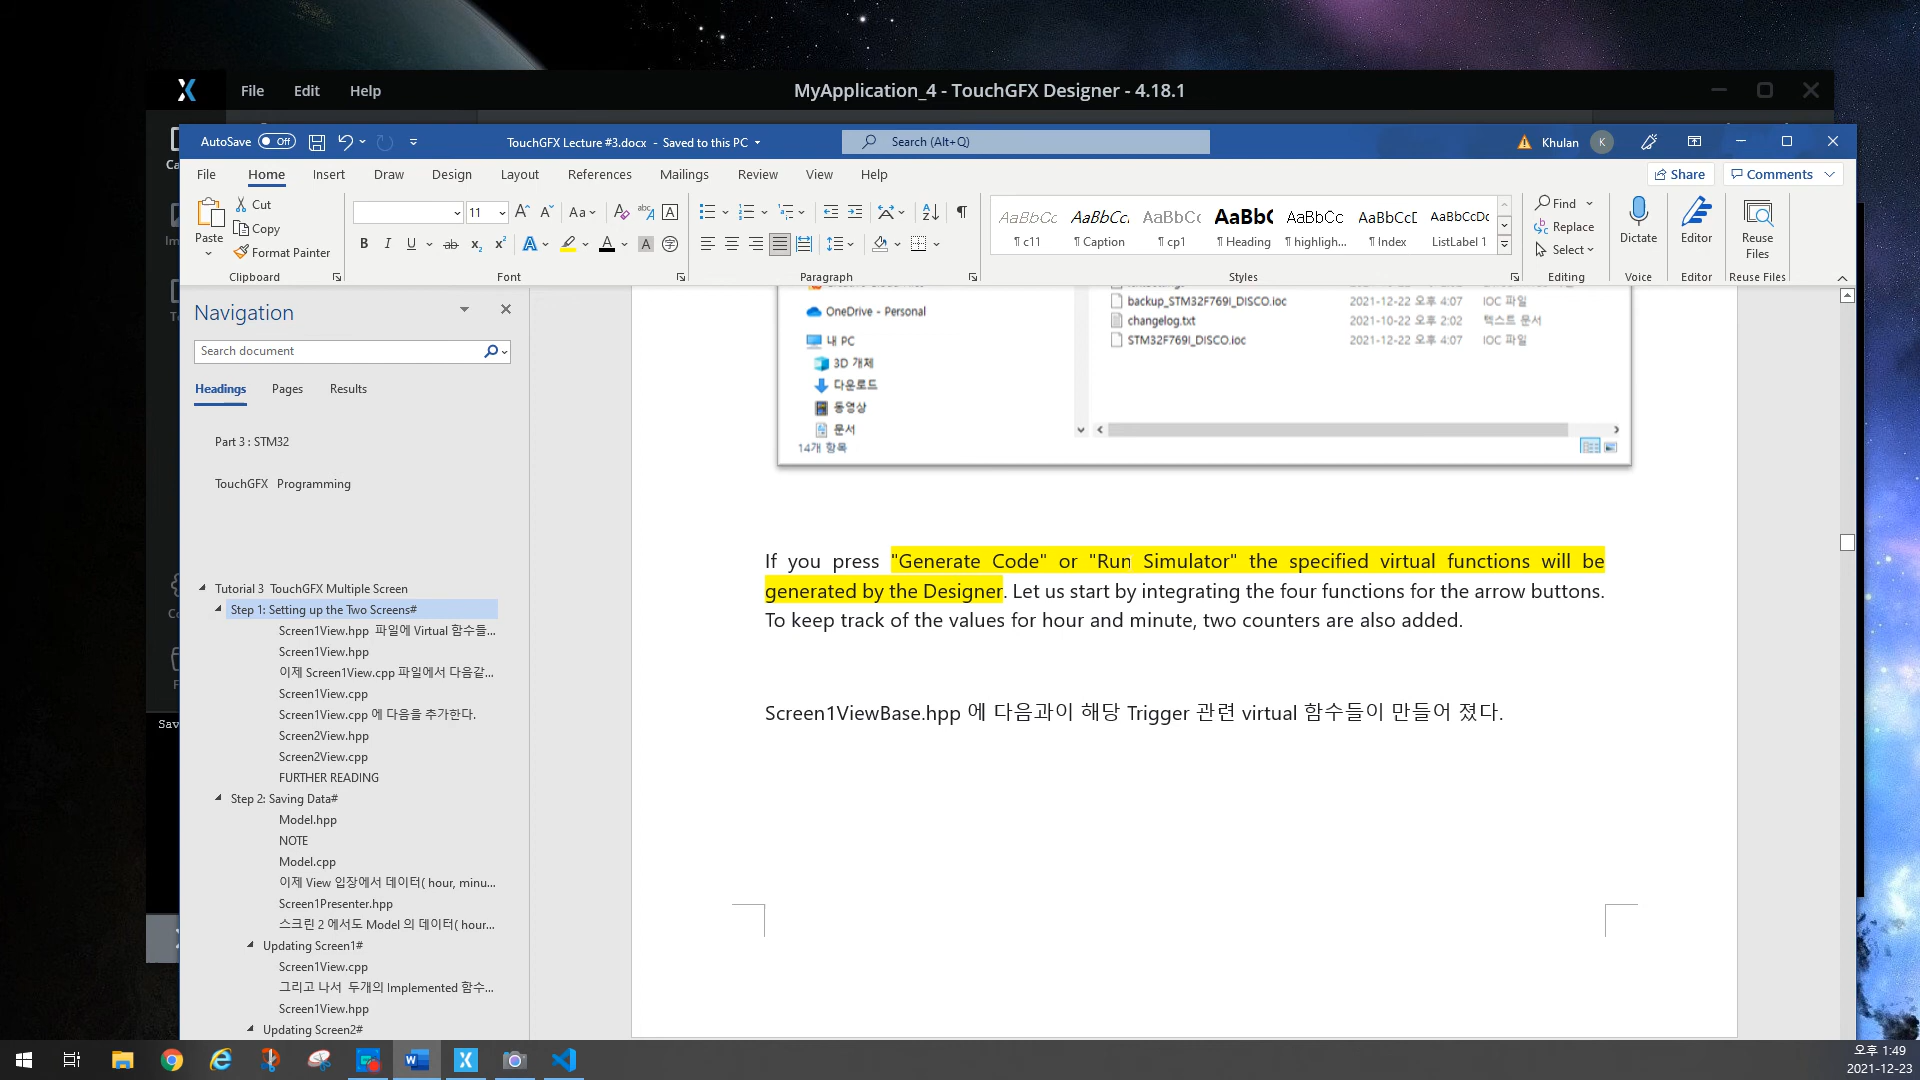 File Edit Help MyApplication_4 - TouchGFX Designer - 4.18.1
AutoSave Off TouchGFX Lecture #3.docx - Saved to this PC Search (Alt+Q) Khulan K
File Home Insert Draw Design Layout References Mailings Review View Help Share Comments
Paste Cut Copy Format Painter
11
AaBbCc AaBbCc AaBbCc AaBbC AaBbCc AaBbCcD AaBbCcDc
¶ c11 ¶ Caption ¶ cp1 ¶ Heading ¶ highligh... ¶ Index ListLabel 1
Find Replace Select
Dictate Editor Reuse Files
Clipboard Font Paragraph Styles Editing Voice Editor Reuse Files
Navigation
Search document
Headings Pages Results
Part 3 : STM32
TouchGFX Programming
Tutorial 3 TouchGFX Multiple Screen
Step 1: Setting up the Two Screens#
Screen1View.hpp 파일에 Virtual 함수들...
Screen1View.hpp
이제 Screen1View.cpp 파일에서 다음같...
Screen1View.cpp
Screen1View.cpp 에 다음을 추가한다.
Screen2View.hpp
Screen2View.cpp
FURTHER READING
Step 2: Saving Data#
Model.hpp
NOTE
Model.cpp
이제 View 입장에서 데이터( hour, minu...
Screen1Presenter.hpp
스크린 2 에서도 Model 의 데이터( hour...
Updating Screen1#
Screen1View.cpp
그리고 나서 두개의 Implemented 함수...
Screen1View.hpp
Updating Screen2#
OneDrive - Personal
내 PC
3D 개체
다운로드
동영상
문서
14개 항목
backup_STM32F769I_DISCO.ioc 2021-12-22 오후 4:07 IOC 파일
changelog.txt 2021-10-22 오후 2:02 텍스트 문서
STM32F769I_DISCO.ioc 2021-12-22 오후 4:07 IOC 파일
If you press "Generate Code" or "Run Simulator" the specified virtual functions will be
generated by the Designer. Let us start by integrating the four functions for the arrow buttons.
To keep track of the values for hour and minute, two counters are also added.
Screen1ViewBase.hpp 에 다음과이 해당 Trigger 관련 virtual 함수들이 만들어 졌다.
오후 1:49
2021-12-23